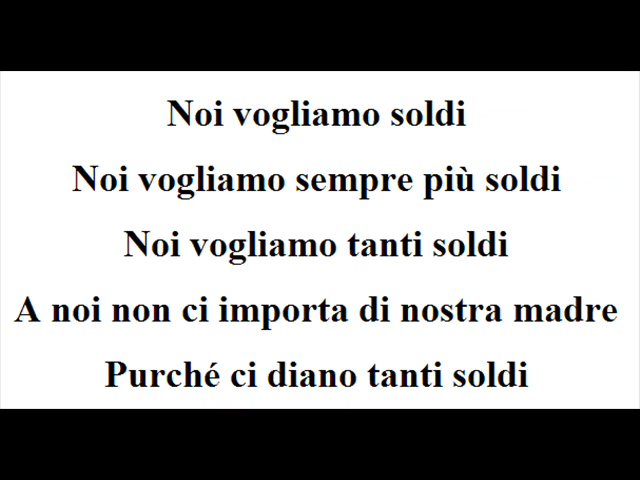 Noi vogliamo soldi
Noi vogliamo sempre più soldi
Noi vogliamo tanti soldi
A noi non ci importa di nostra madre
Purché ci diano tanti soldi